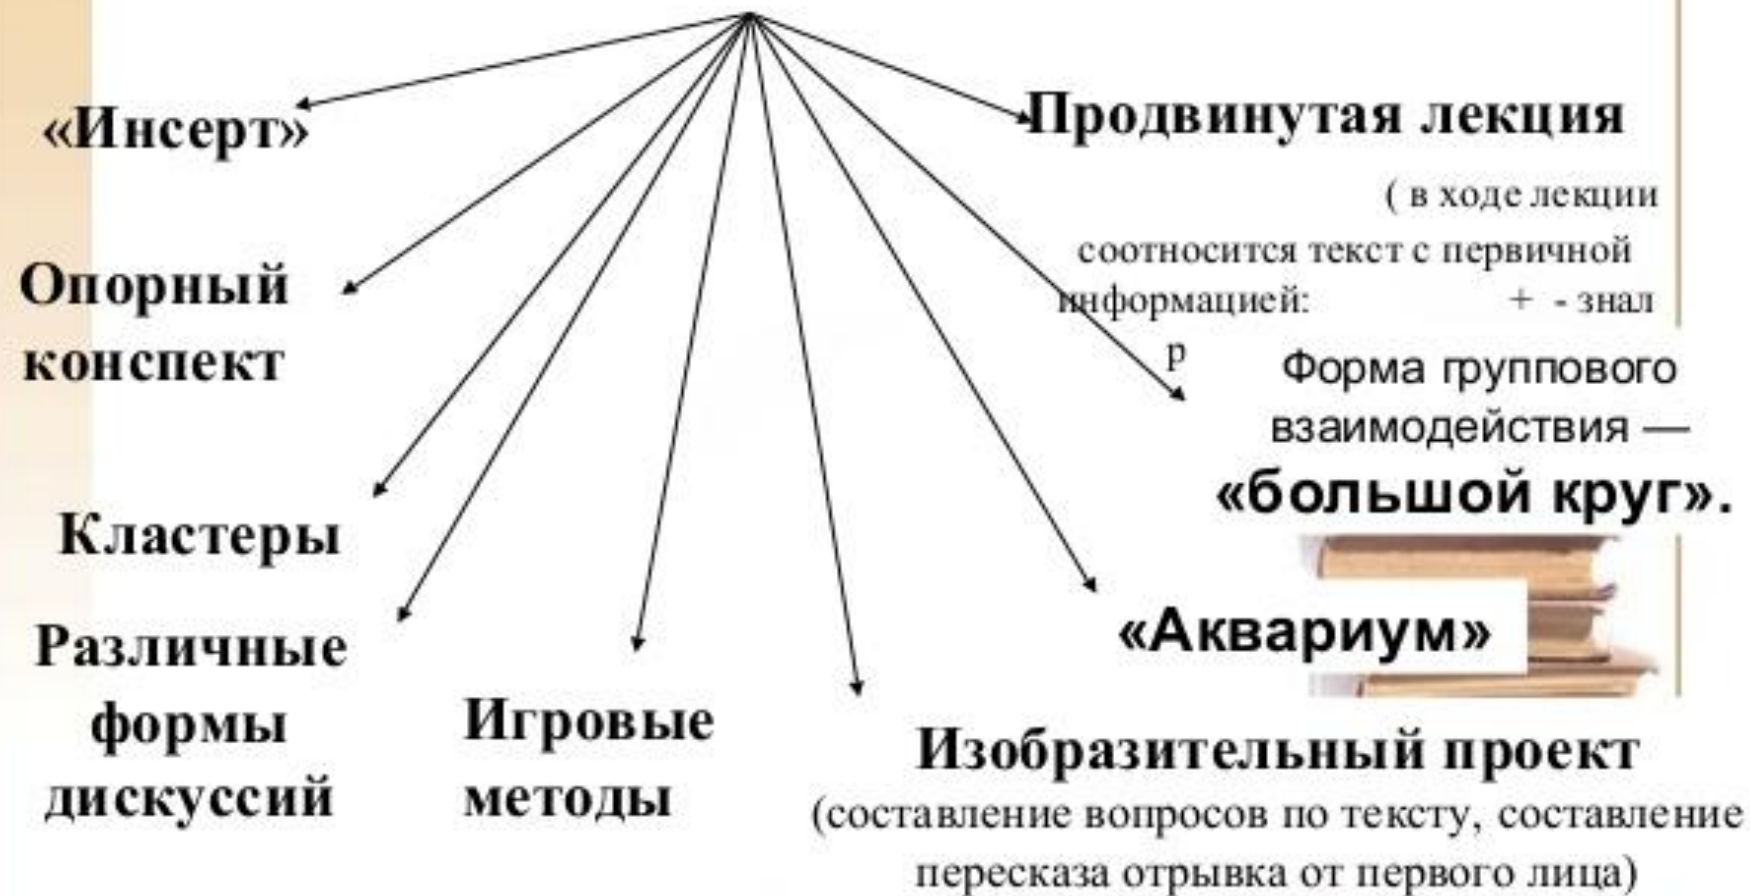 «Инсерт»
Опорный
конспект
Кластеры
Различные
формы
дискуссий
Игровые
методы
Изобразительный проект
(составление вопросов по тексту, составление
пересказа отрывка от первого лица)
«Аквариум»
Форма группового
взаимодействия —
«большой круг».
Продвинутая лекция
( в ходе лекции
соотносится текст с первичной
информацией: + - знал
р